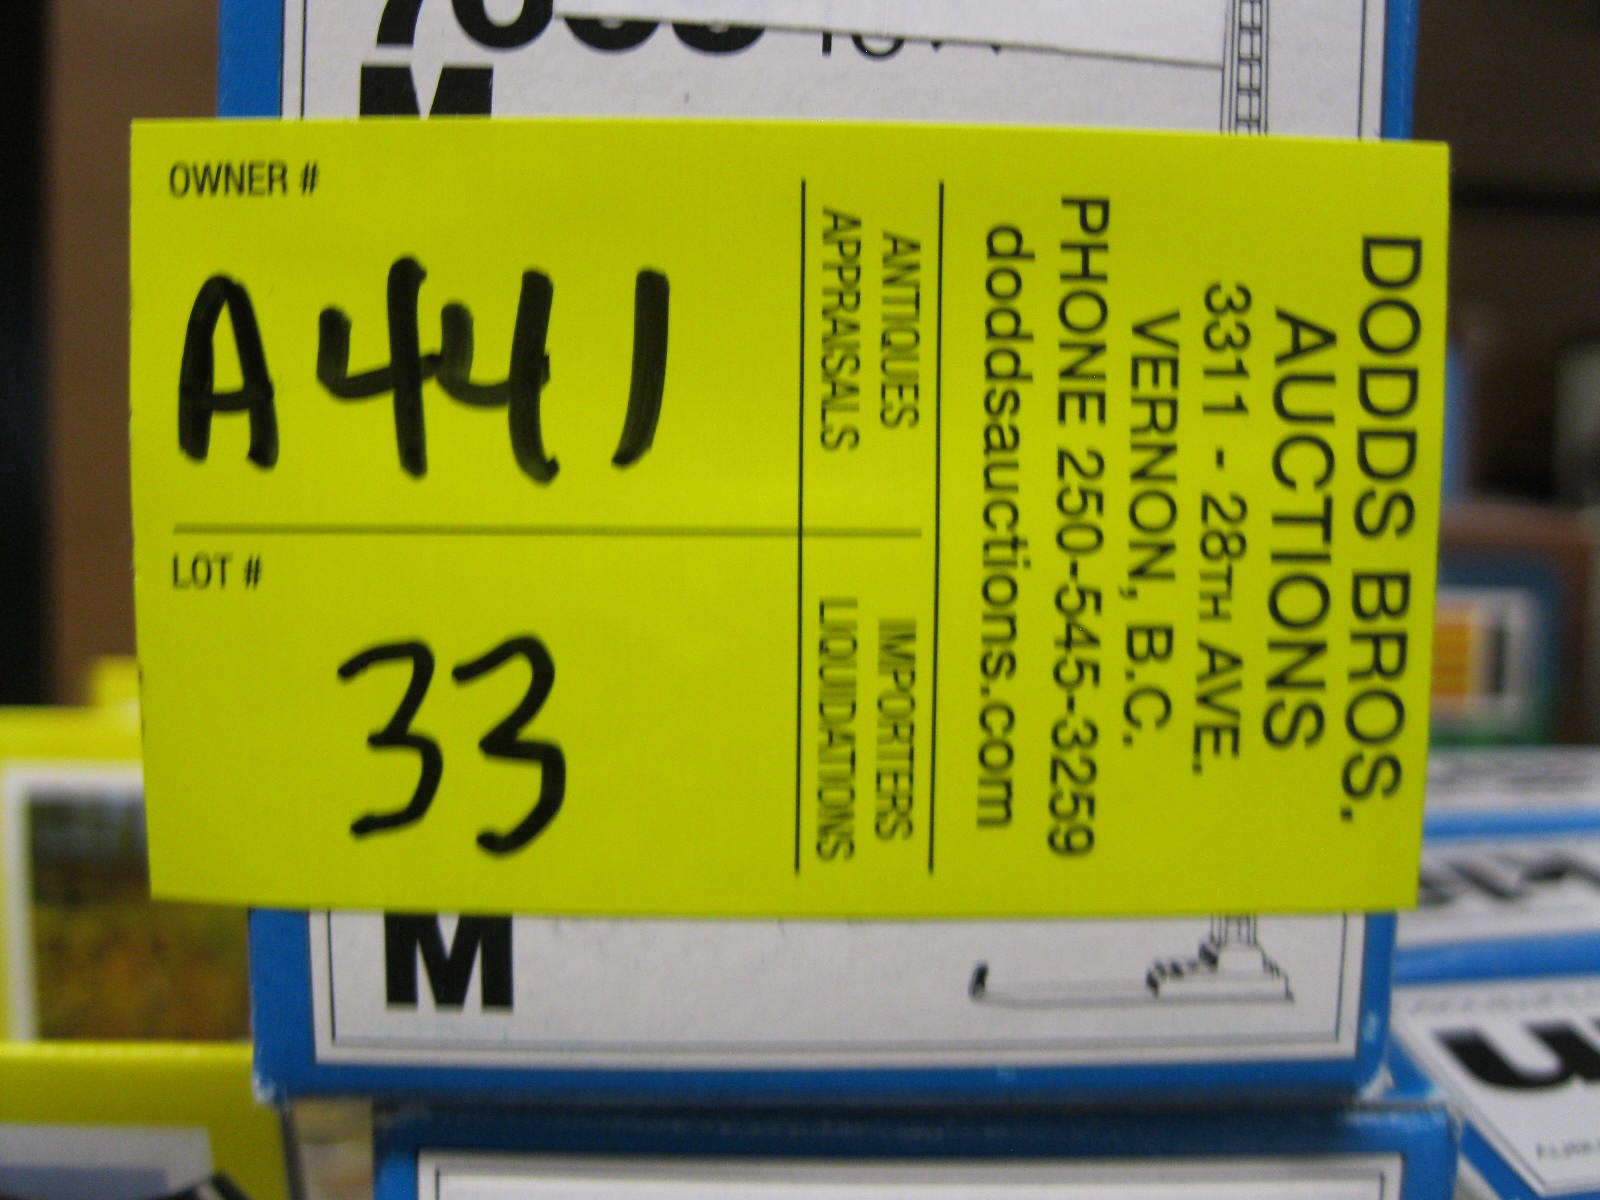 OWNER #
A441
LOT #
33
ANTIQUES
APPRAISALS
IMPORTERS
LIQUIDATIONS
DODDS BROS.
AUCTIONS
3311 - 28TH AVE.
VERNON, B.C.
PHONE 250-545-3259
doddsauctions.com
M
M